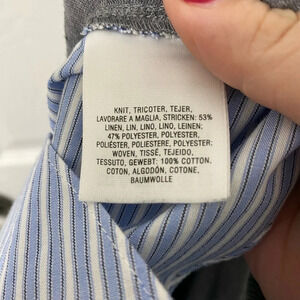 KNIT, TRICOTER, TEJER,
LAVORARE A MAGLIA, STRICKEN: 53%
LINEN, LIN, LINO, LINO, LEINEN;
47% POLYESTER, POLYESTER,
POLIÉSTER, POLIESTERE, POLYESTER;
WOVEN, TISSÉ, TEJEIDO,
TESSUTO, GEWEBT: 100% COTTON,
COTON, ALGODÓN, COTONE,
BAUMWOLLE